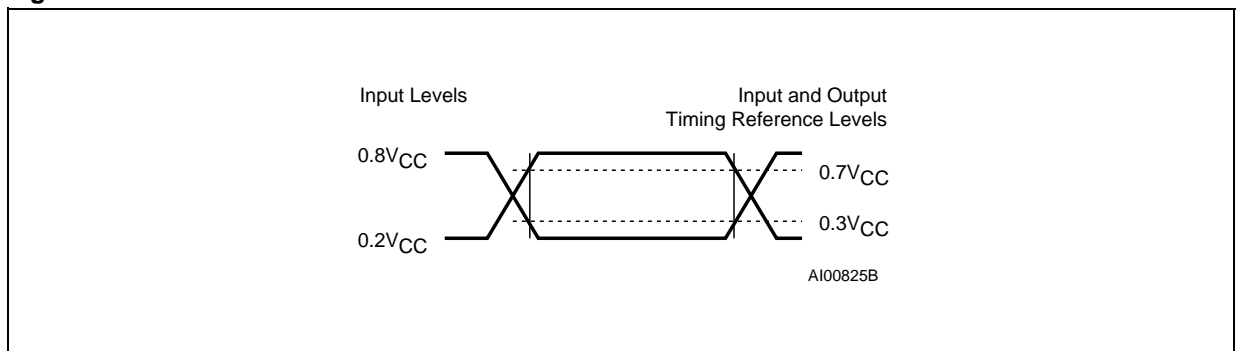 Input Levels
Input and Output
Timing Reference Levels
0.8VCC
0.7VCC
0.3VCC
0.2VCC
AI00825B